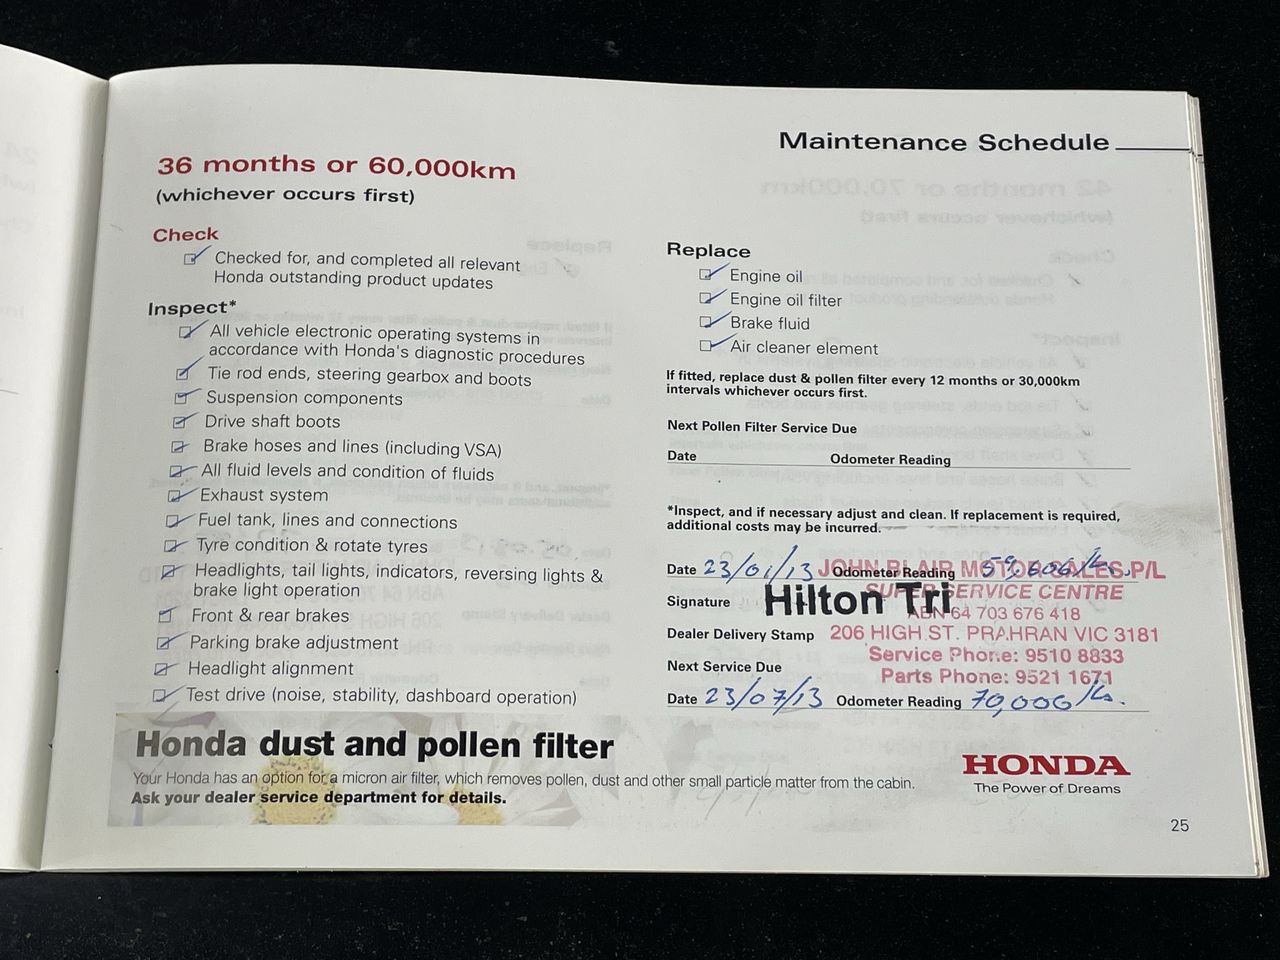 Maintenance Schedule
36 months or 60,000km
(whichever occurs first)
Check
Checked for, and completed all relevant
Honda outstanding product updates
Inspect*
All vehicle electronic operating systems in
accordance with Honda's diagnostic procedures
Tie rod ends, steering gearbox and boots
Suspension components
Drive shaft boots
Brake hoses and lines (including VSA)
All fluid levels and condition of fluids
Exhaust system
Fuel tank, lines and connections
Tyre condition & rotate tyres
Headlights, tail lights, indicators, reversing lights &
brake light operation
Front & rear brakes
Parking brake adjustment
Headlight alignment
Test drive (noise, stability, dashboard operation)
Replace
Engine oil
Engine oil filter
Brake fluid
Air cleaner element
If fitted, replace dust & pollen filter every 12 months or 30,000km
intervals whichever occurs first.
Next Pollen Filter Service Due
Date Odometer Reading
*Inspect, and if necessary adjust and clean. If replacement is required,
additional costs may be incurred.
Date 23/01/13 Odometer Reading
JOHN BLAIR MOTOR SALES P/L
SUPER SERVICE CENTRE
Signature Hilton Tri
ABN 64 703 676 418
Dealer Delivery Stamp 206 HIGH ST. PRAHRAN VIC 3181
Service Phone: 9510 8833
Next Service Due
Parts Phone: 9521 1671
Date 23/07/13 Odometer Reading 70,000
Honda dust and pollen filter
Your Honda has an option for a micron air filter, which removes pollen, dust and other small particle matter from the cabin.
Ask your dealer service department for details.
HONDA
The Power of Dreams
25